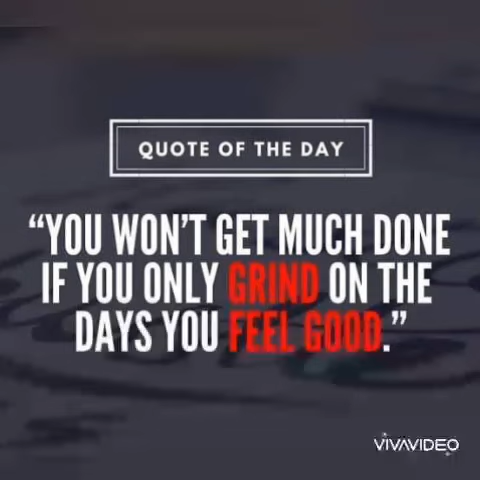 QUOTE OF THE DAY
“YOU WON’T GET MUCH DONE
IF YOU ONLY GRIND ON THE
DAYS YOU FEEL GOOD.”
VIVAVIDEO